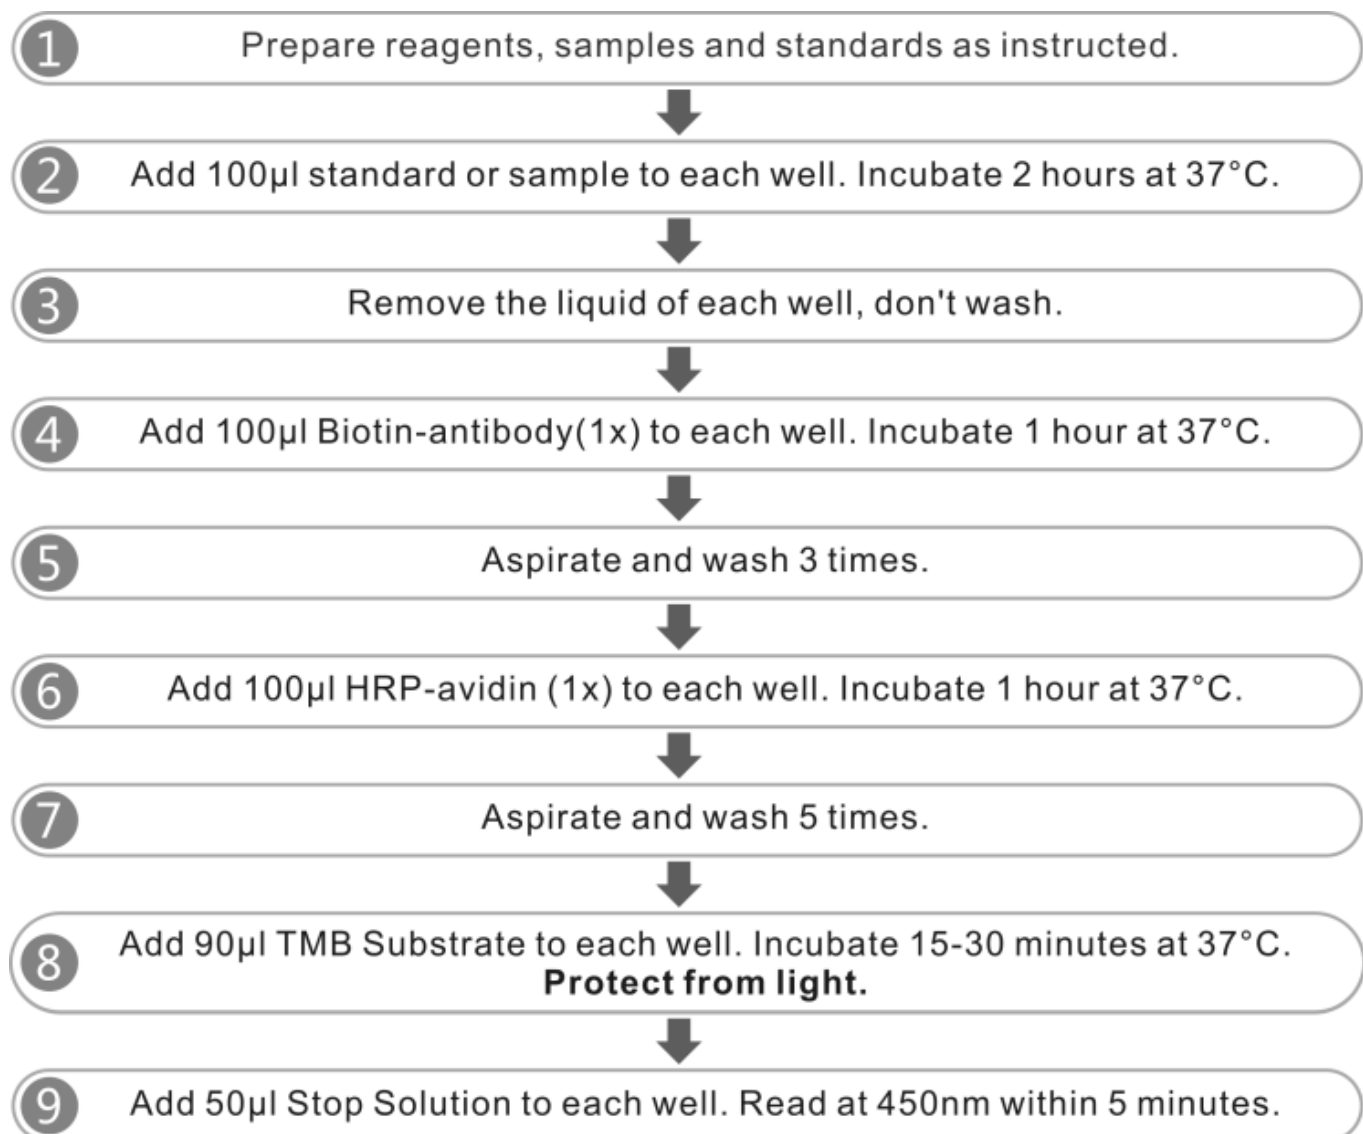 1 Prepare reagents, samples and standards as instructed.
2 Add 100µl standard or sample to each well. Incubate 2 hours at 37°C.
3 Remove the liquid of each well, don't wash.
4 Add 100µl Biotin-antibody(1x) to each well. Incubate 1 hour at 37°C.
5 Aspirate and wash 3 times.
6 Add 100µl HRP-avidin (1x) to each well. Incubate 1 hour at 37°C.
7 Aspirate and wash 5 times.
8 Add 90µl TMB Substrate to each well. Incubate 15-30 minutes at 37°C.
Protect from light.
9 Add 50µl Stop Solution to each well. Read at 450nm within 5 minutes.